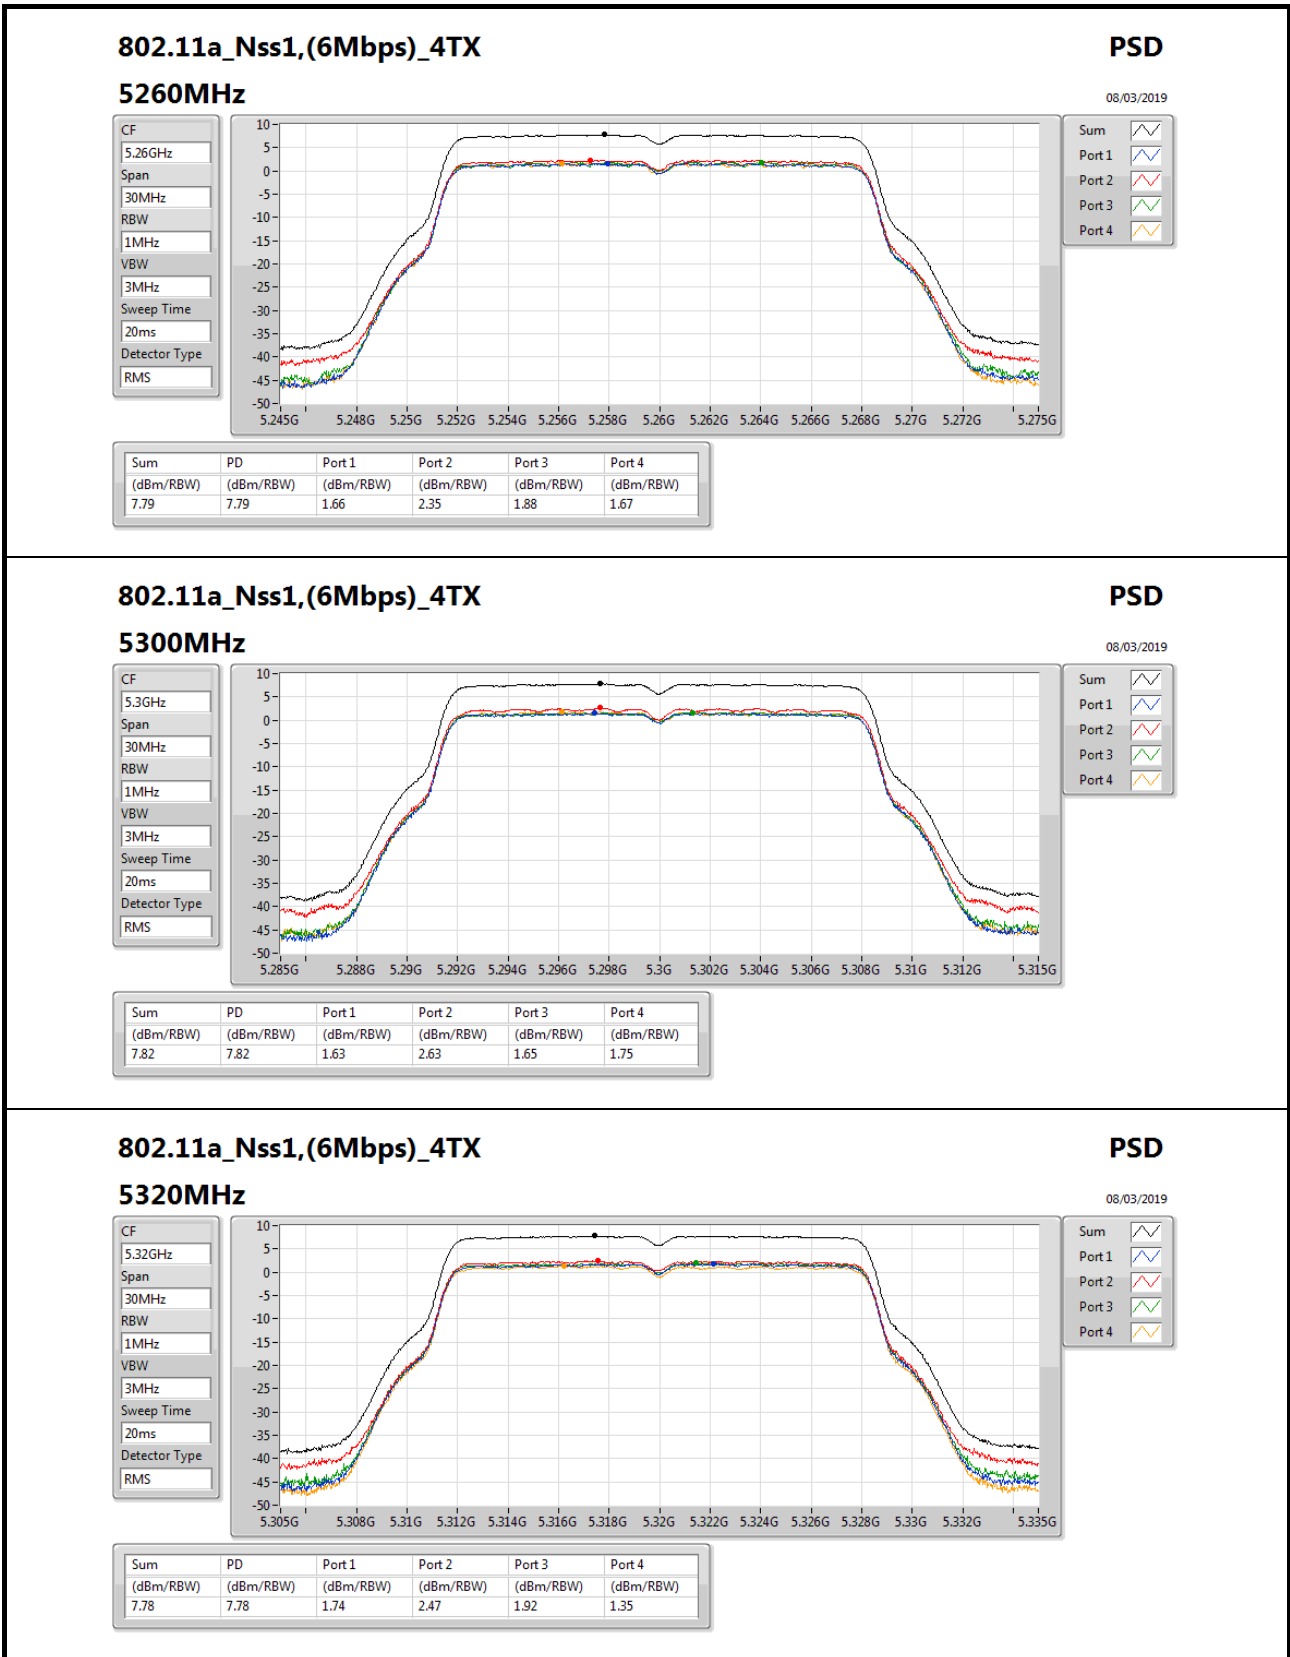 802.11a_Nss1,(6Mbps)_4TX PSD
5260MHz 08/03/2019
CF
5.26GHz
Span
30MHz
RBW
1MHz
VBW
3MHz
Sweep Time
20ms
Detector Type
RMS
10
5
0
-5
-10
-15
-20
-25
-30
-35
-40
-45
-50
5.245G 5.248G 5.25G 5.252G 5.254G 5.256G 5.258G 5.26G 5.262G 5.264G 5.266G 5.268G 5.27G 5.272G 5.275G
Sum
Port 1
Port 2
Port 3
Port 4
Sum PD Port 1 Port 2 Port 3 Port 4
(dBm/RBW) (dBm/RBW) (dBm/RBW) (dBm/RBW) (dBm/RBW) (dBm/RBW)
7.79 7.79 1.66 2.35 1.88 1.67
802.11a_Nss1,(6Mbps)_4TX PSD
5300MHz 08/03/2019
CF
5.3GHz
Span
30MHz
RBW
1MHz
VBW
3MHz
Sweep Time
20ms
Detector Type
RMS
10
5
0
-5
-10
-15
-20
-25
-30
-35
-40
-45
-50
5.285G 5.288G 5.29G 5.292G 5.294G 5.296G 5.298G 5.3G 5.302G 5.304G 5.306G 5.308G 5.31G 5.312G 5.315G
Sum
Port 1
Port 2
Port 3
Port 4
Sum PD Port 1 Port 2 Port 3 Port 4
(dBm/RBW) (dBm/RBW) (dBm/RBW) (dBm/RBW) (dBm/RBW) (dBm/RBW)
7.82 7.82 1.63 2.63 1.65 1.75
802.11a_Nss1,(6Mbps)_4TX PSD
5320MHz 08/03/2019
CF
5.32GHz
Span
30MHz
RBW
1MHz
VBW
3MHz
Sweep Time
20ms
Detector Type
RMS
10
5
0
-5
-10
-15
-20
-25
-30
-35
-40
-45
-50
5.305G 5.308G 5.31G 5.312G 5.314G 5.316G 5.318G 5.32G 5.322G 5.324G 5.326G 5.328G 5.33G 5.332G 5.335G
Sum
Port 1
Port 2
Port 3
Port 4
Sum PD Port 1 Port 2 Port 3 Port 4
(dBm/RBW) (dBm/RBW) (dBm/RBW) (dBm/RBW) (dBm/RBW) (dBm/RBW)
7.78 7.78 1.74 2.47 1.92 1.35